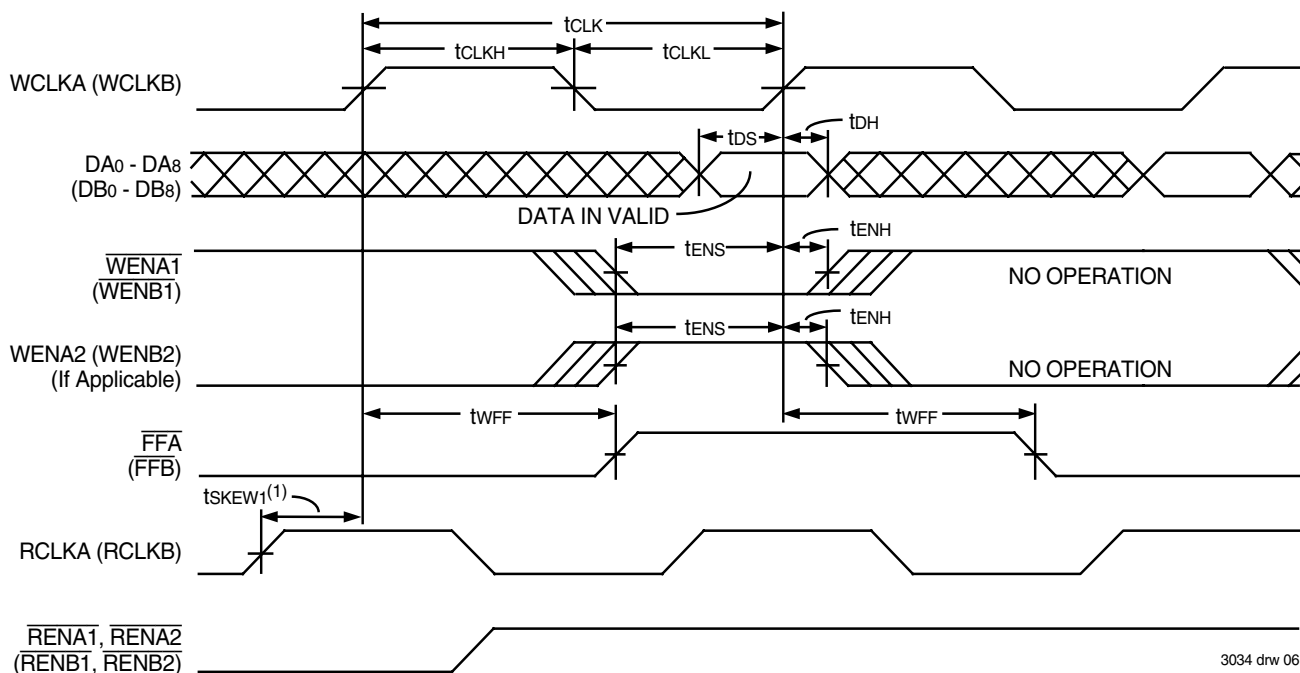 tCLK
tCLKH
tCLKL
WCLKA (WCLKB)
tDH
tDS
DA0 - DA8
(DB0 - DB8)
DATA IN VALID
tENH
tENS
WENA1
(WENB1)
NO OPERATION
tENH
tENS
WENA2 (WENB2)
(If Applicable)
NO OPERATION
tWFF
tWFF
FFA
(FFB)
tSKEW1(1)
RCLKA (RCLKB)
RENA1, RENA2
(RENB1, RENB2)
3034 drw 06